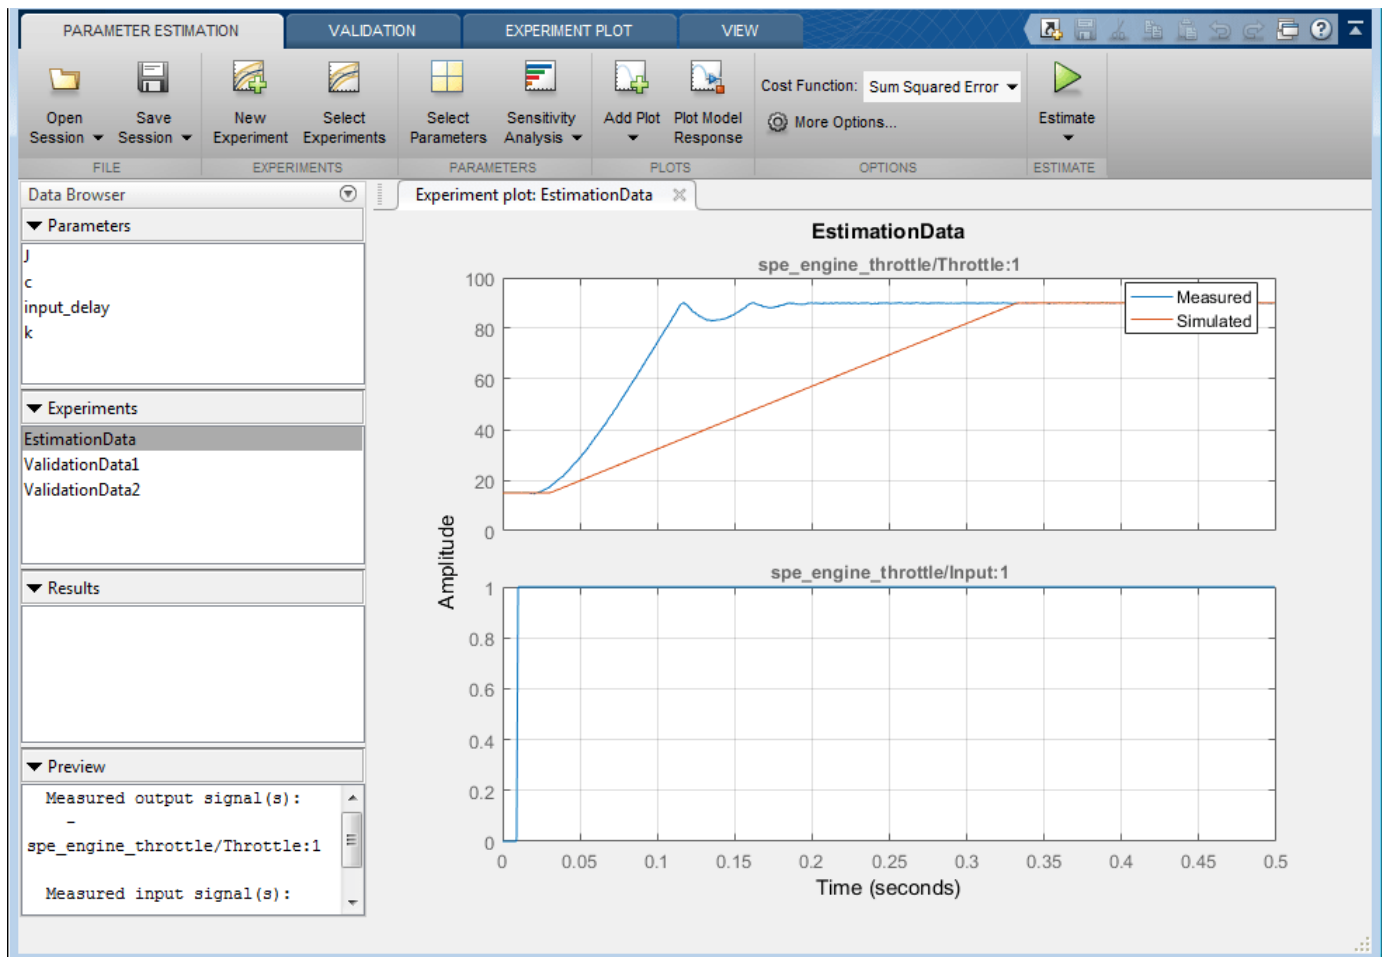 PARAMETER ESTIMATION VALIDATION EXPERIMENT PLOT VIEW
Open Session Save Session New Experiment Select Experiments Select Parameters Sensitivity Analysis Add Plot Plot Model Response Cost Function: Sum Squared Error More Options... Estimate
FILE EXPERIMENTS PARAMETERS PLOTS OPTIONS ESTIMATE
Data Browser
Parameters
J
c
input_delay
k
Experiments
EstimationData
ValidationData1
ValidationData2
Results
Preview
Measured output signal(s):
-
spe_engine_throttle/Throttle:1
Measured input signal(s):
Experiment plot: EstimationData
EstimationData
spe_engine_throttle/Throttle:1
100
80
60
40
20
0
Measured
Simulated
Amplitude
spe_engine_throttle/Input:1
1
0.8
0.6
0.4
0.2
0
0 0.05 0.1 0.15 0.2 0.25 0.3 0.35 0.4 0.45 0.5
Time (seconds)